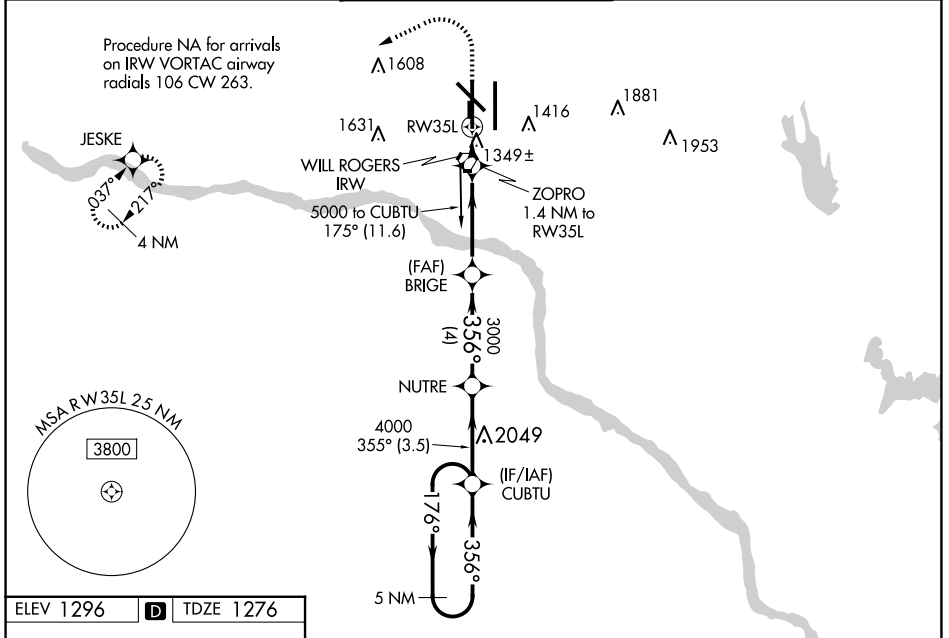 Procedure NA for arrivals
on IRW VORTAC airway
radials 106 CW 263.
1608
1881
1416
1631
RW35L
1953
JESKE
1349±
WILL ROGERS
IRW
ZOPRO
1.4 NM to
RW35L
037°
217°
4 NM
5000 to CUBTU
175° (11.6)
(FAF)
BRIGE
3000
356°
(4)
NUTRE
4000
355° (3.5)
2049
(IF/IAF)
CUBTU
176°
356°
5 NM
MSA RW35L 25 NM
3800
ELEV 1296 D TDZE 1276